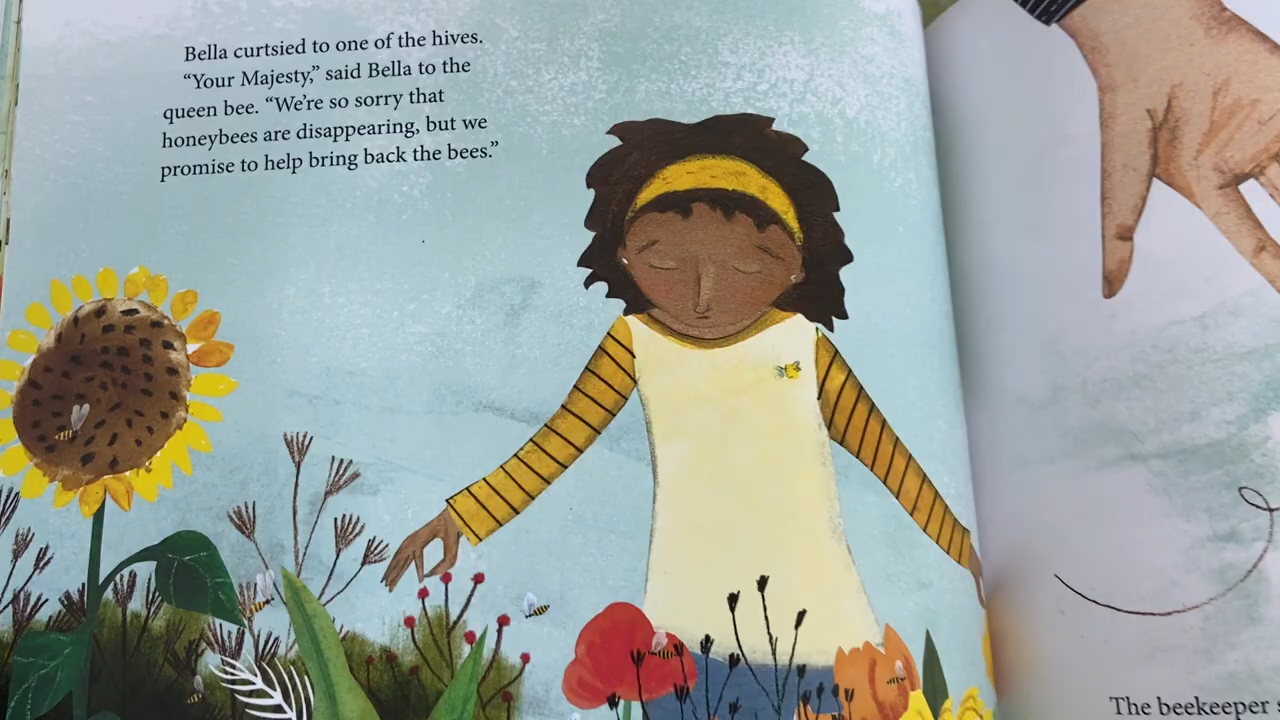 Bella curtsied to one of the hives.
“Your Majesty,” said Bella to the
queen bee. “We’re so sorry that
honeybees are disappearing, but we
promise to help bring back the bees.”
The beekeeper